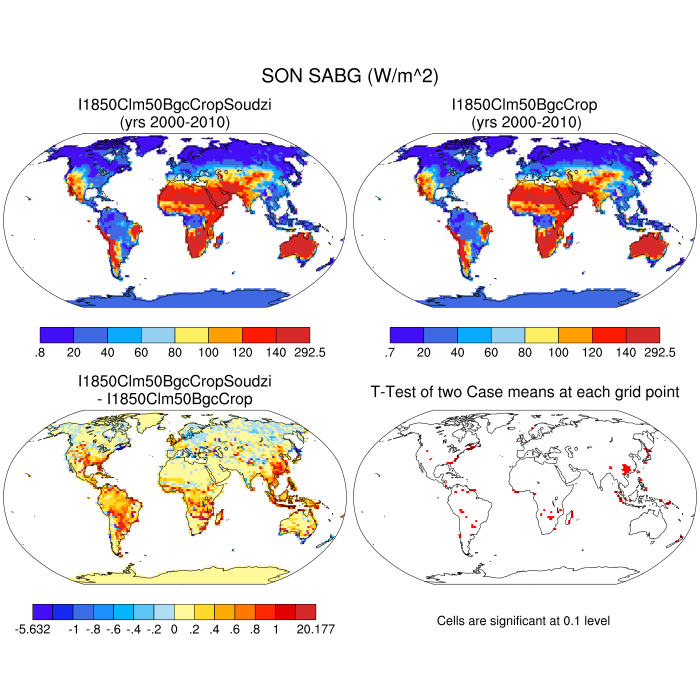 SON SABG (W/m^2)
I1850Clm50BgcCropSoudzi
(yrs 2000-2010)
I1850Clm50BgcCrop
(yrs 2000-2010)
.8 20 40 60 80 100 120 140 292.5
.7 20 40 60 80 100 120 140 292.5
I1850Clm50BgcCropSoudzi
- I1850Clm50BgcCrop
T-Test of two Case means at each grid point
-5.632 -1 -.8 -.6 -.4 -.2 0 .2 .4 .6 .8 1 20.177
Cells are significant at 0.1 level